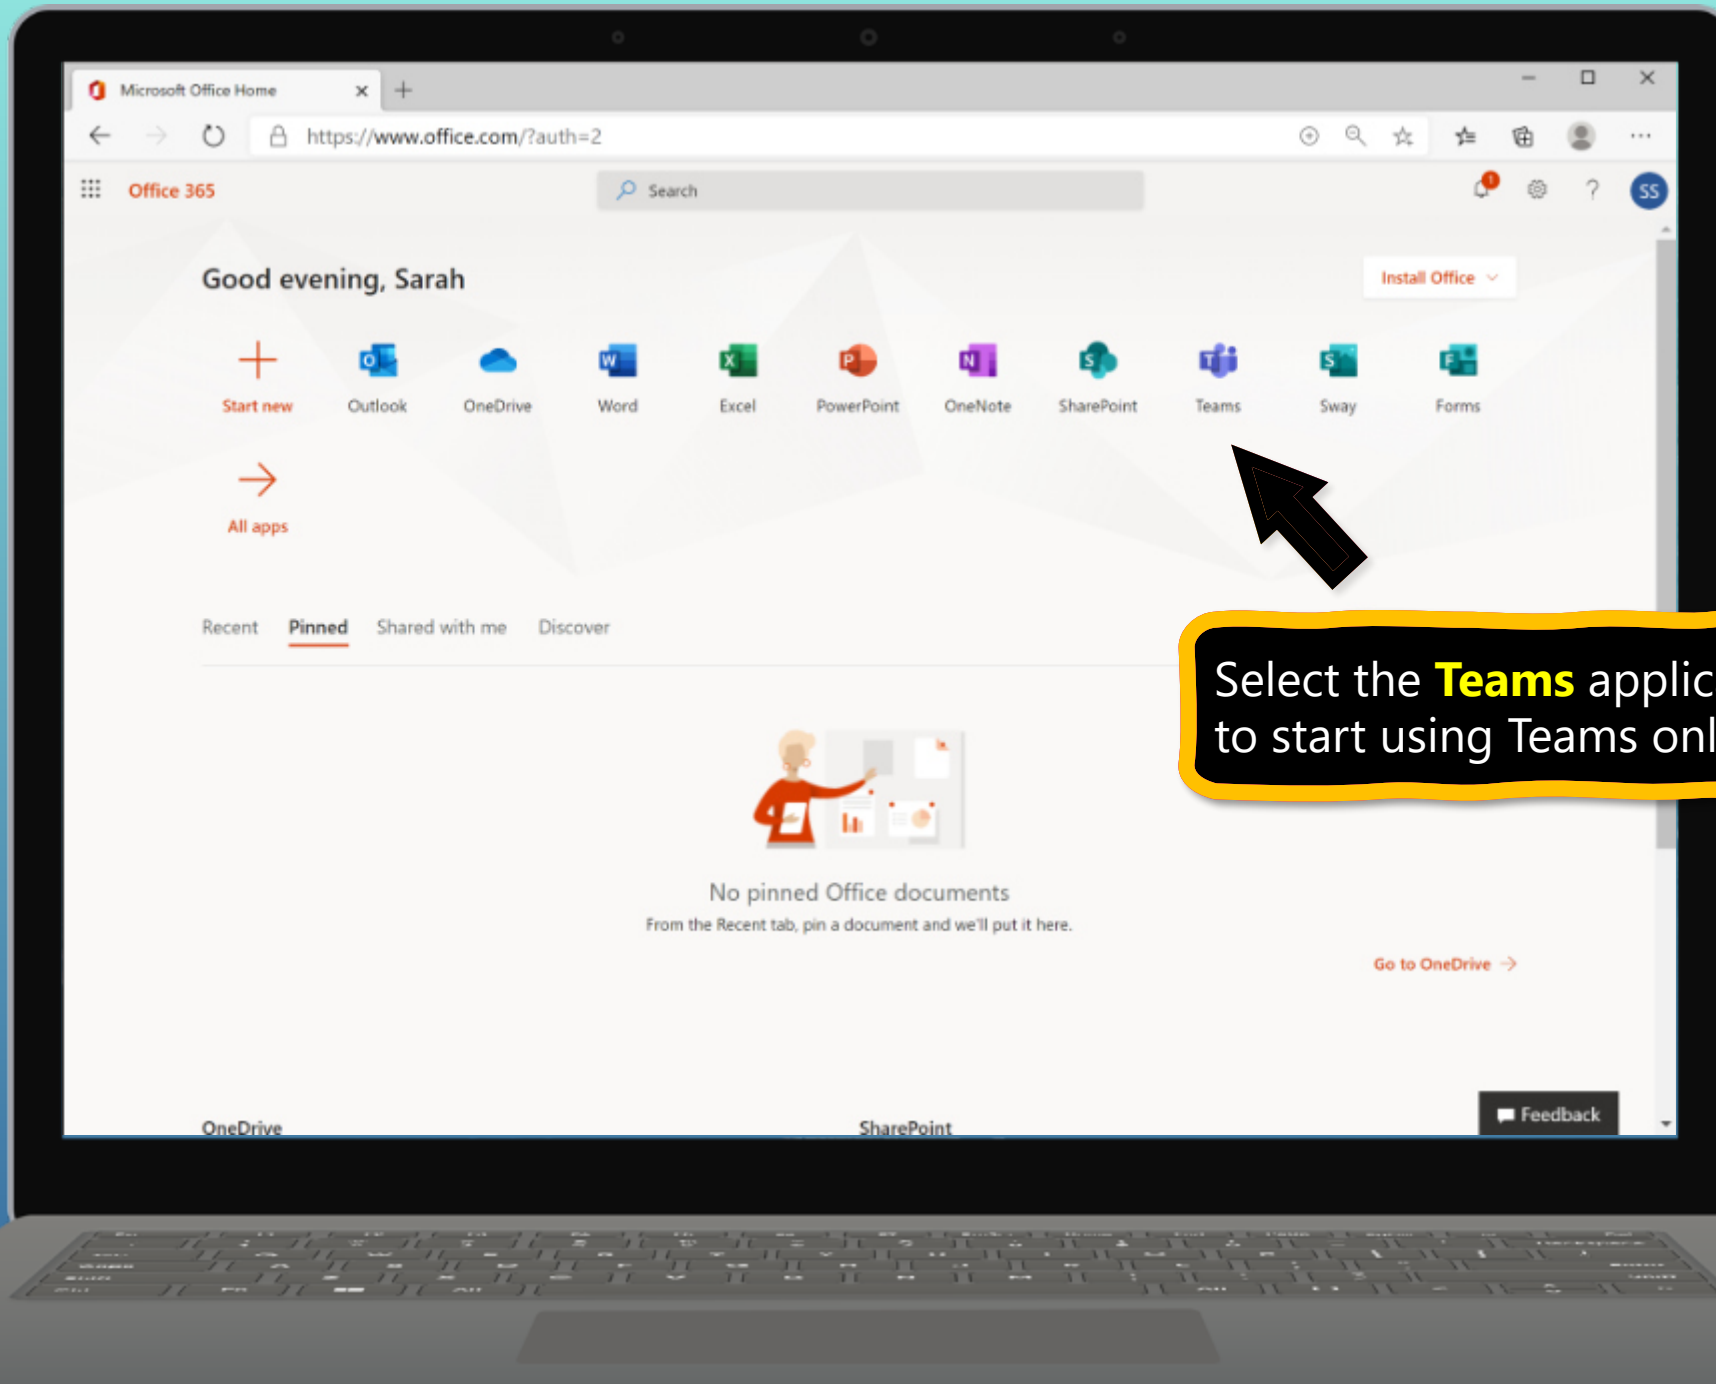 Microsoft Office Home
https://www.office.com/?auth=2
Office 365
Search
1
?
SS
Good evening, Sarah
Install Office
Start new
Outlook
OneDrive
Word
Excel
PowerPoint
OneNote
SharePoint
Teams
Sway
Forms
All apps
Recent
Pinned
Shared with me
Discover
Select the Teams applic
to start using Teams onl
No pinned Office documents
From the Recent tab, pin a document and we'll put it here.
Go to OneDrive
OneDrive
SharePoint
Feedback